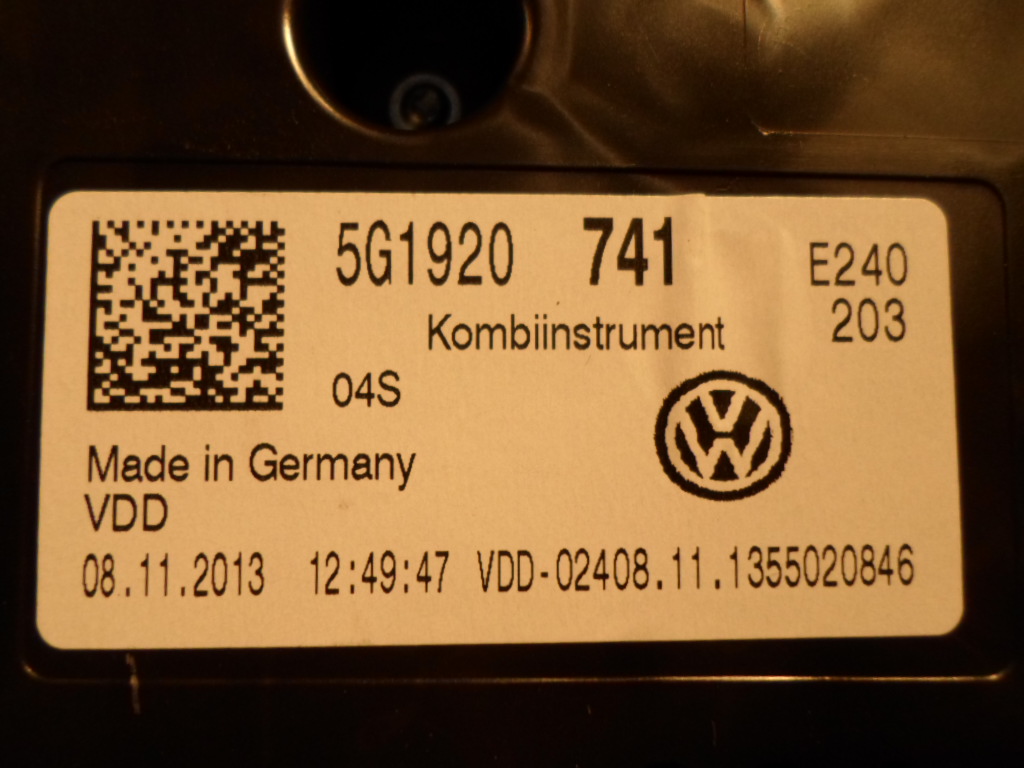 5G1920 741 E240
203
Kombiinstrument
04S
Made in Germany
VDD
08.11.2013 12:49:47 VDD-02408.11.1355020846